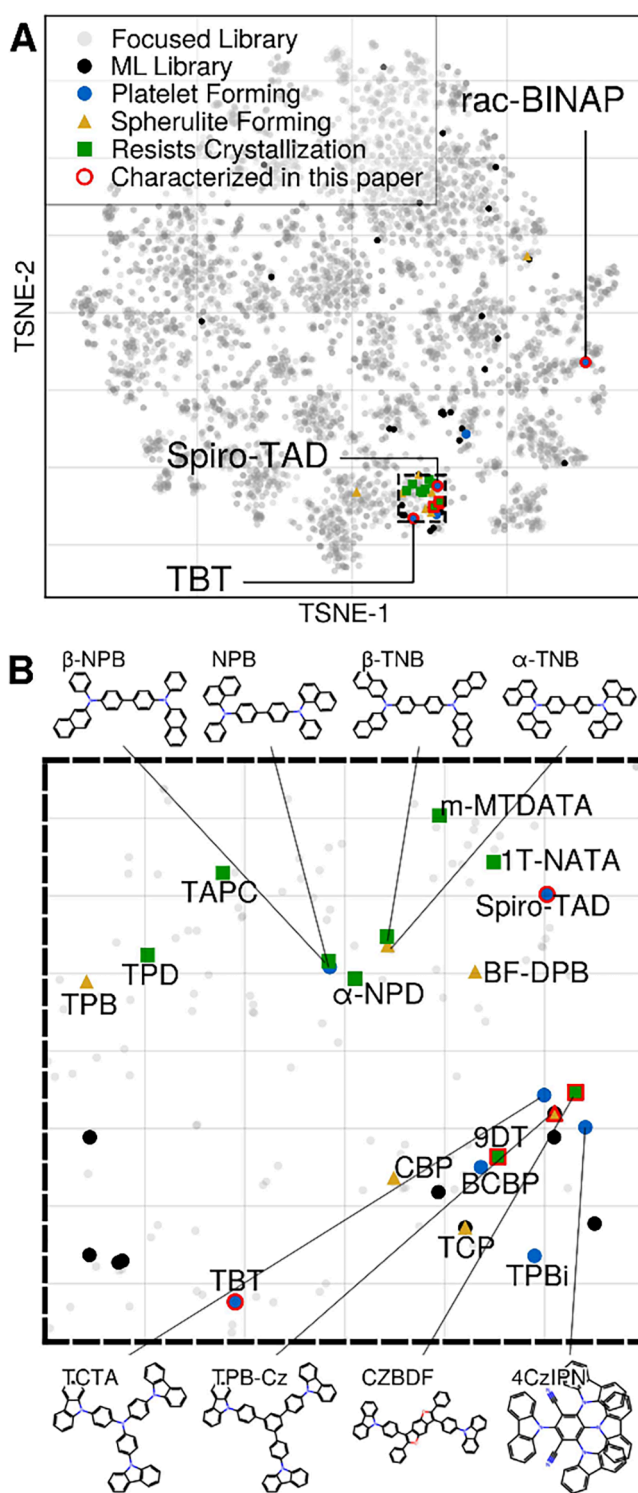 A
Focused Library
ML Library
Platelet Forming
Spherulite Forming
Resists Crystallization
Characterized in this paper
rac-BINAP
Spiro-TAD
TBT
TSNE-2
TSNE-1
B
β-NPB
NPB
β-TNB
α-TNB
m-MTDATA
1T-NATA
TAPC
Spiro-TAD
TPD
α-NPD
BF-DPB
TPB
9DT
CBP
BCBP
TCP
TPBi
TBT
TCTA
TPB-Cz
CZBDF
4CzIPN